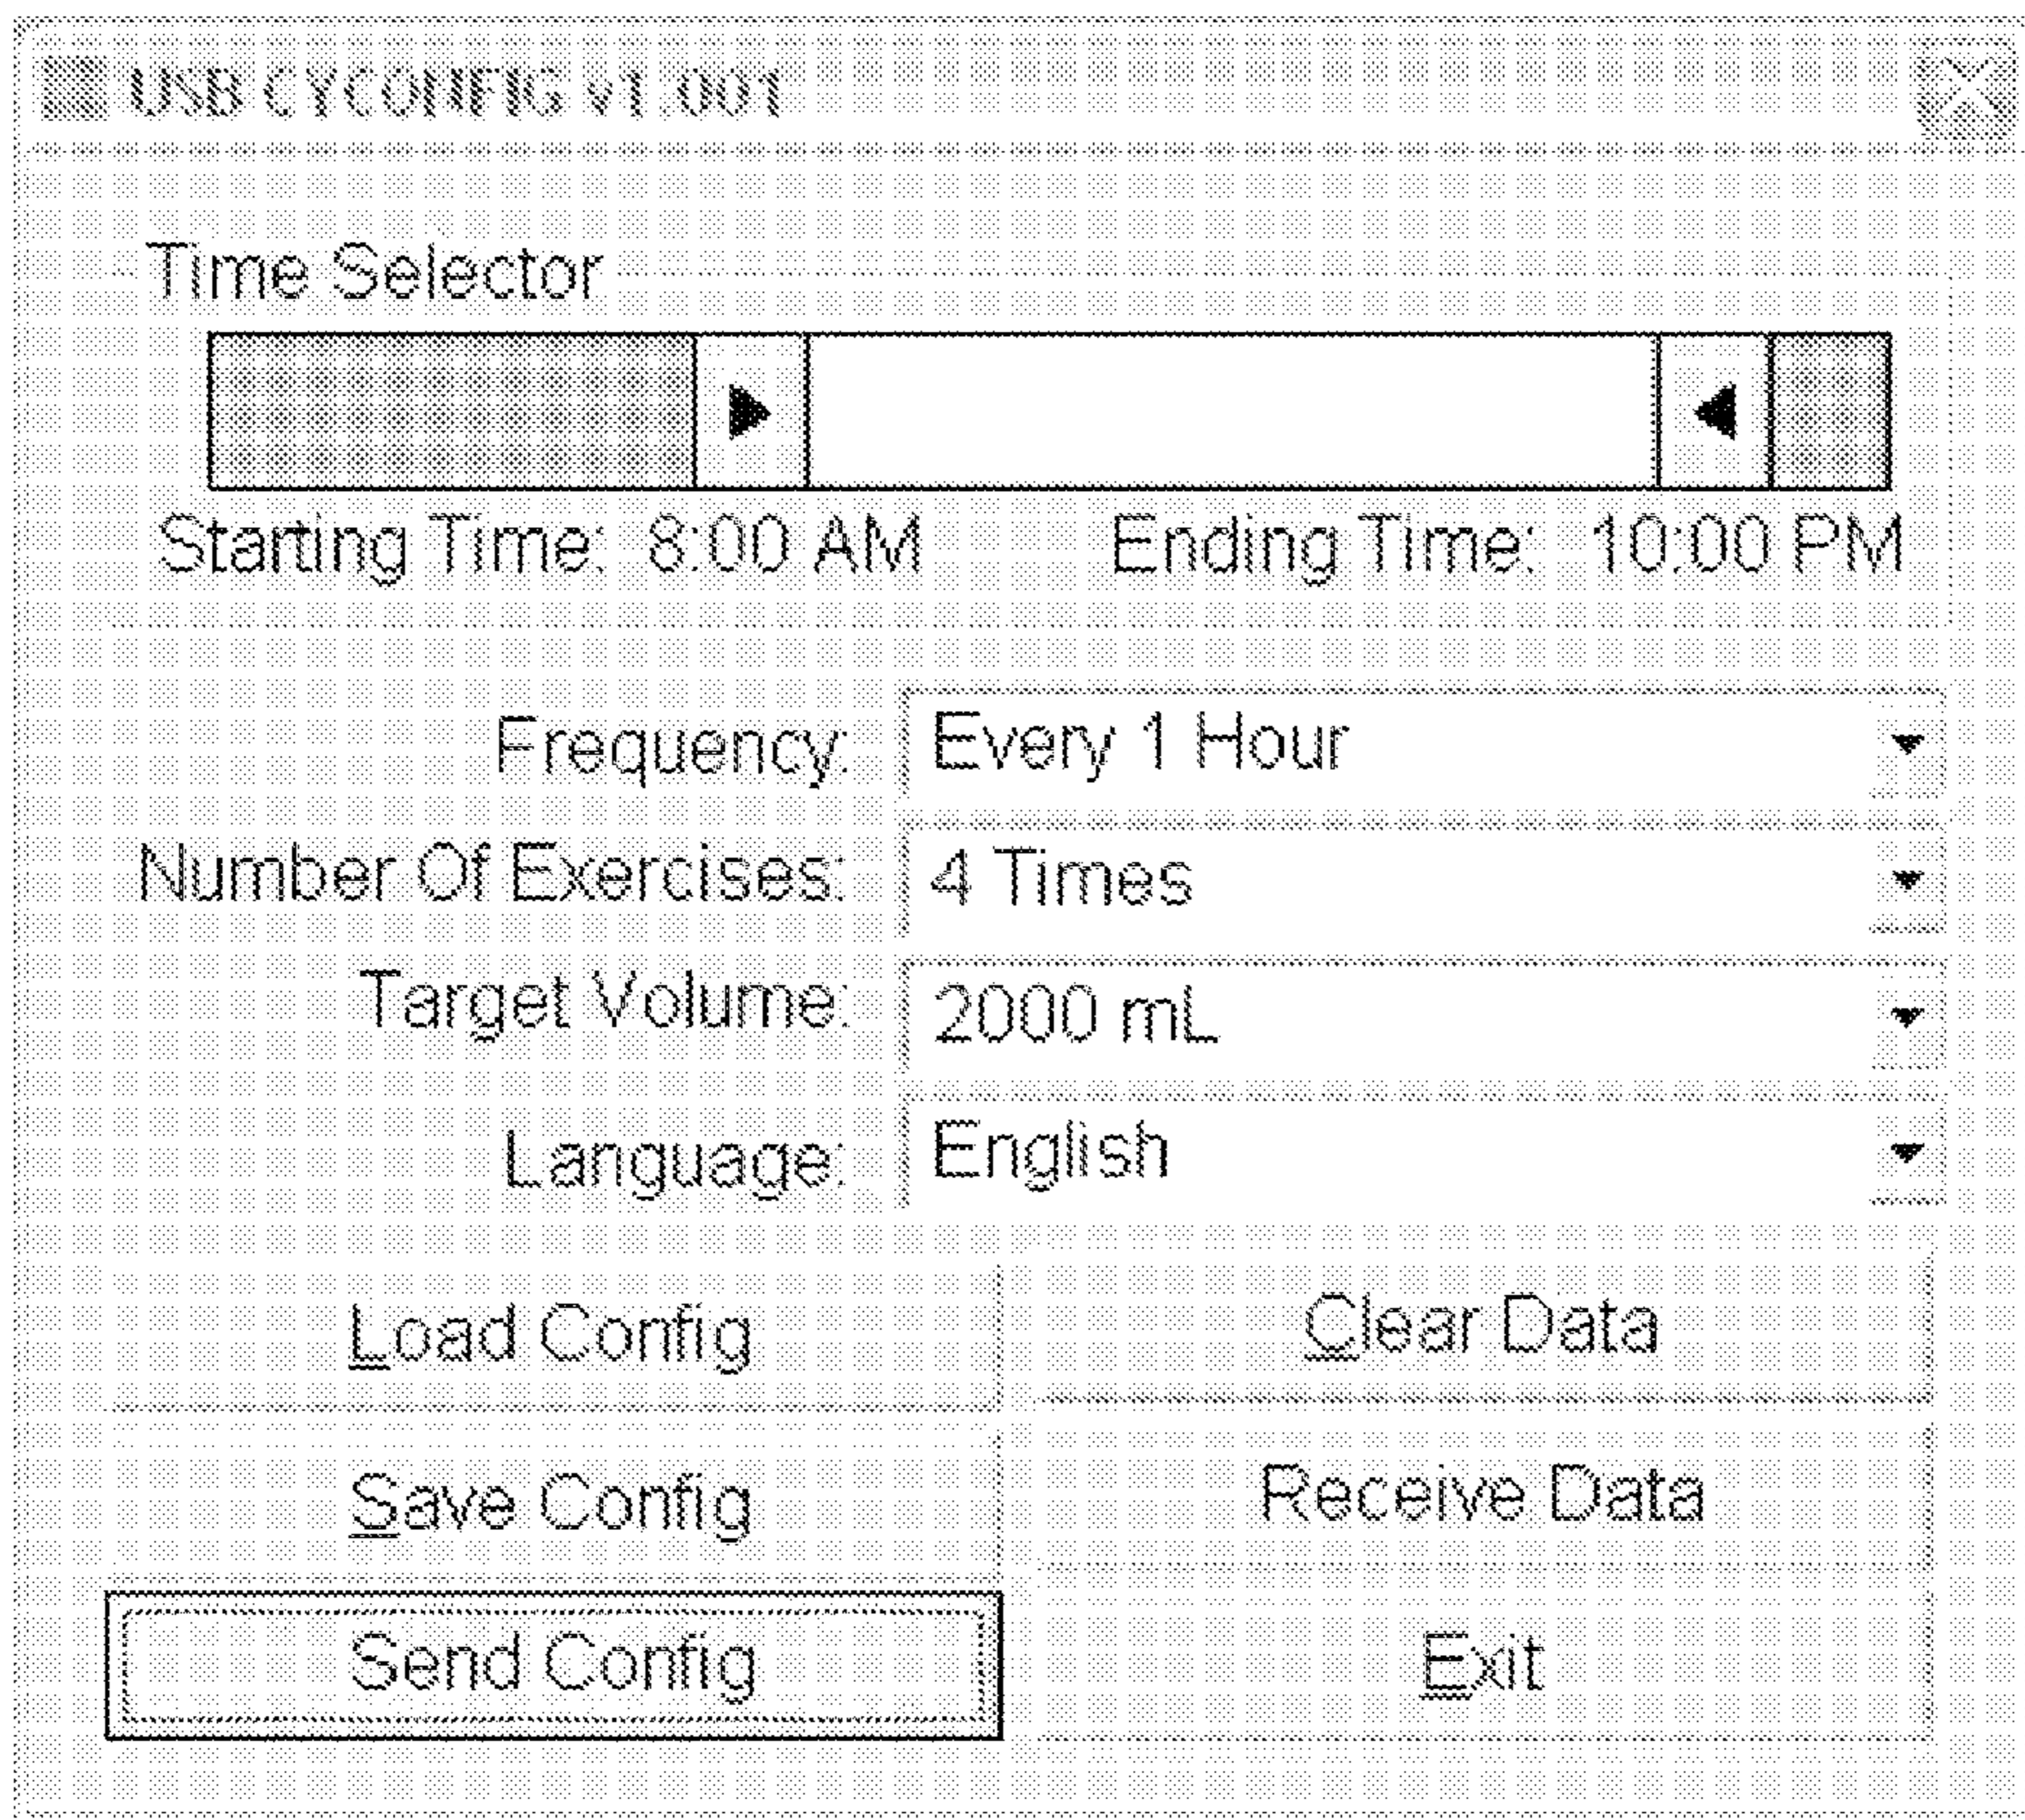 USB CYCONFIG v1.001
Time Selector
Starting Time: 8:00 AM Ending Time: 10:00 PM
Frequency: Every 1 Hour
Number Of Exercises: 4 Times
Target Volume: 2000 mL
Language: English
Load Config Clear Data
Save Config Receive Data
Send Config Exit